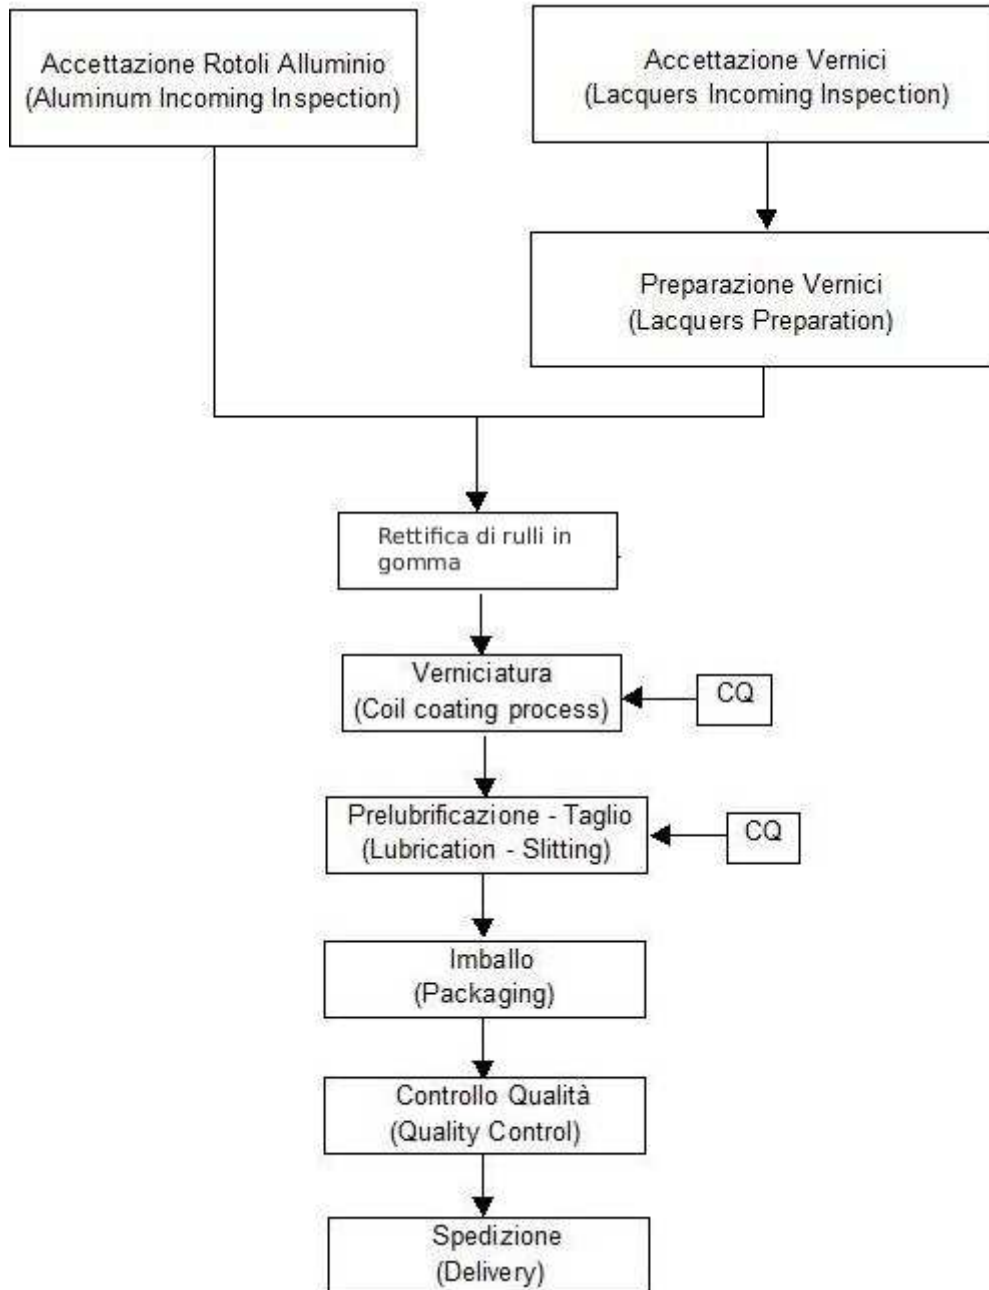 Accettazione Rotoli Alluminio
(Aluminum Incoming Inspection)
Accettazione Vernici
(Lacquers Incoming Inspection)
Preparazione Vernici
(Lacquers Preparation)
Rettifica di rulli in
gomma
Verniciatura
(Coil coating process)
CQ
Prelubrificazione - Taglio
(Lubrication - Slitting)
CQ
Imballo
(Packaging)
Controllo Qualità
(Quality Control)
Spedizione
(Delivery)